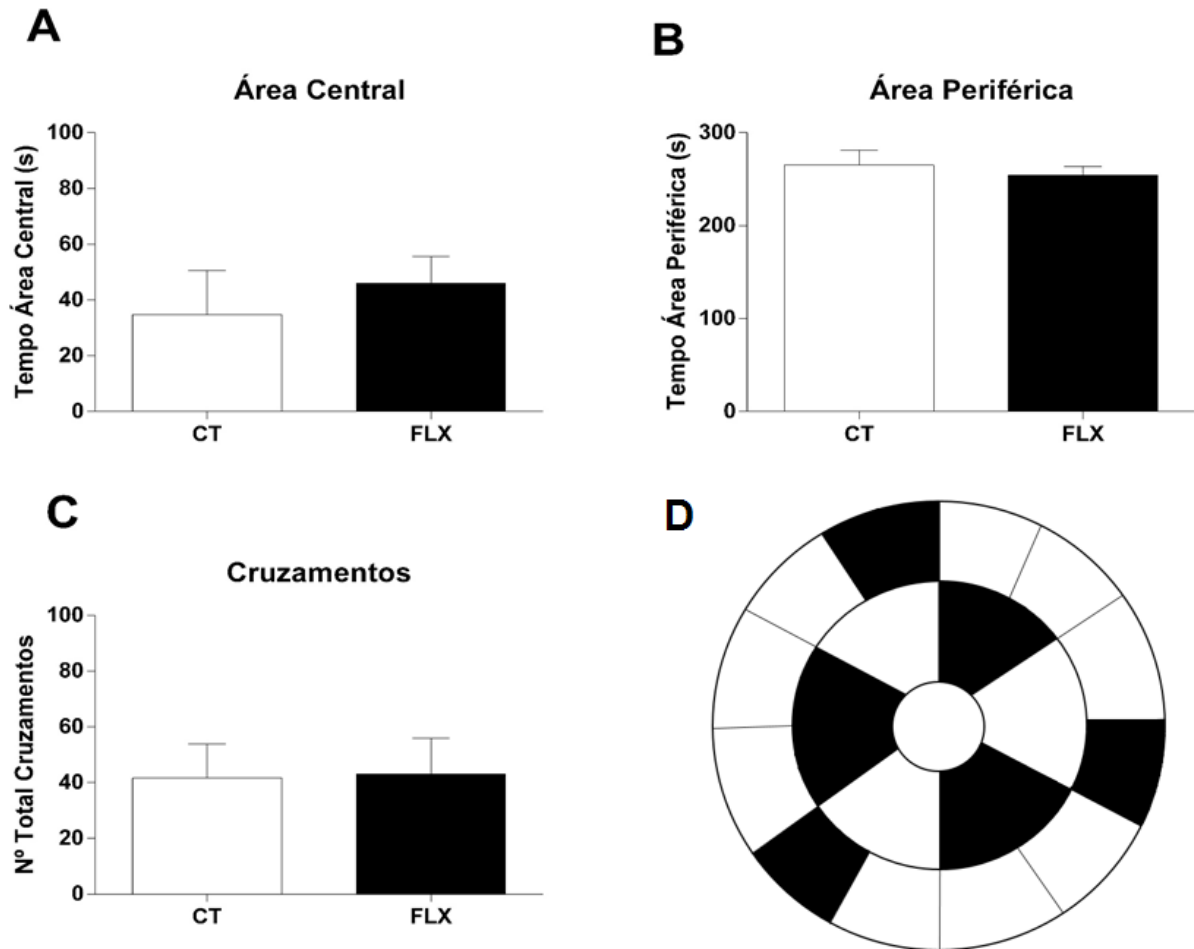 A
Área Central
Tempo Área Central (s)
100
80
60
40
20
0
CT FLX
B
Área Periférica
Tempo Área Periférica (s)
300
200
100
0
CT FLX
C
Cruzamentos
Nº Total Cruzamentos
100
80
60
40
20
0
CT FLX
D